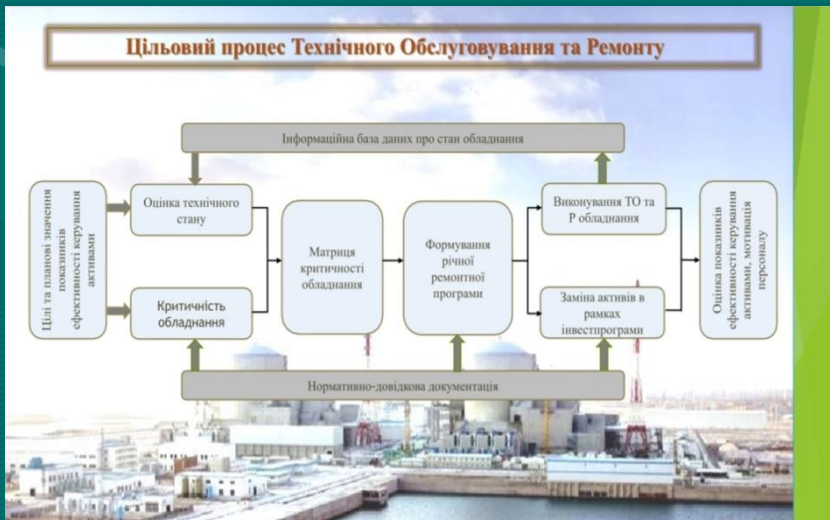 Цільовий процес Технічного Обслуговування та Ремонту
Інформаційна база даних про стан обладнання
Цілі та планові значення
показників
ефективності керування
активами
Оцінка технічного
стану
Критичність
обладнання
Матриця
критичності
обладнання
Формування
річної
ремонтної
програми
Виконування ТО та
Р обладнання
Заміна активів в
рамках
інвестпрограми
Оцінка показників
ефективності керування
активами, мотивація
персоналу
Нормативно-довідкова документація